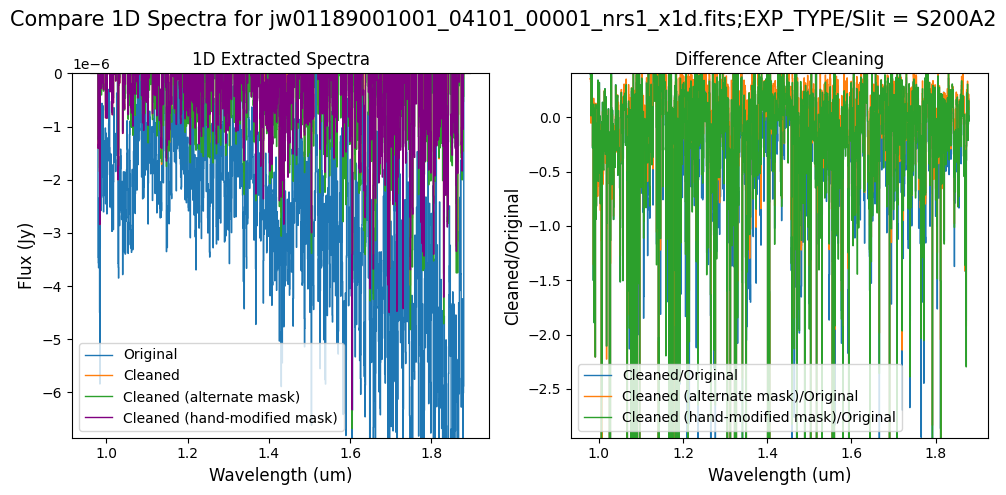 Compare 1D Spectra for jw01189001001_04101_00001_nrs1_x1d.fits;EXP_TYPE/Slit = S200A2
1D Extracted Spectra
1e−6
0
−1
−2
−3
−4
−5
−6
Flux (Jy)
Original
Cleaned
Cleaned (alternate mask)
Cleaned (hand-modified mask)
1.0 1.2 1.4 1.6 1.8
Wavelength (um)
Difference After Cleaning
0.0
−0.5
−1.0
−1.5
−2.0
−2.5
Cleaned/Original
Cleaned/Original
Cleaned (alternate mask)/Original
Cleaned (hand-modified mask)/Original
1.0 1.2 1.4 1.6 1.8
Wavelength (um)